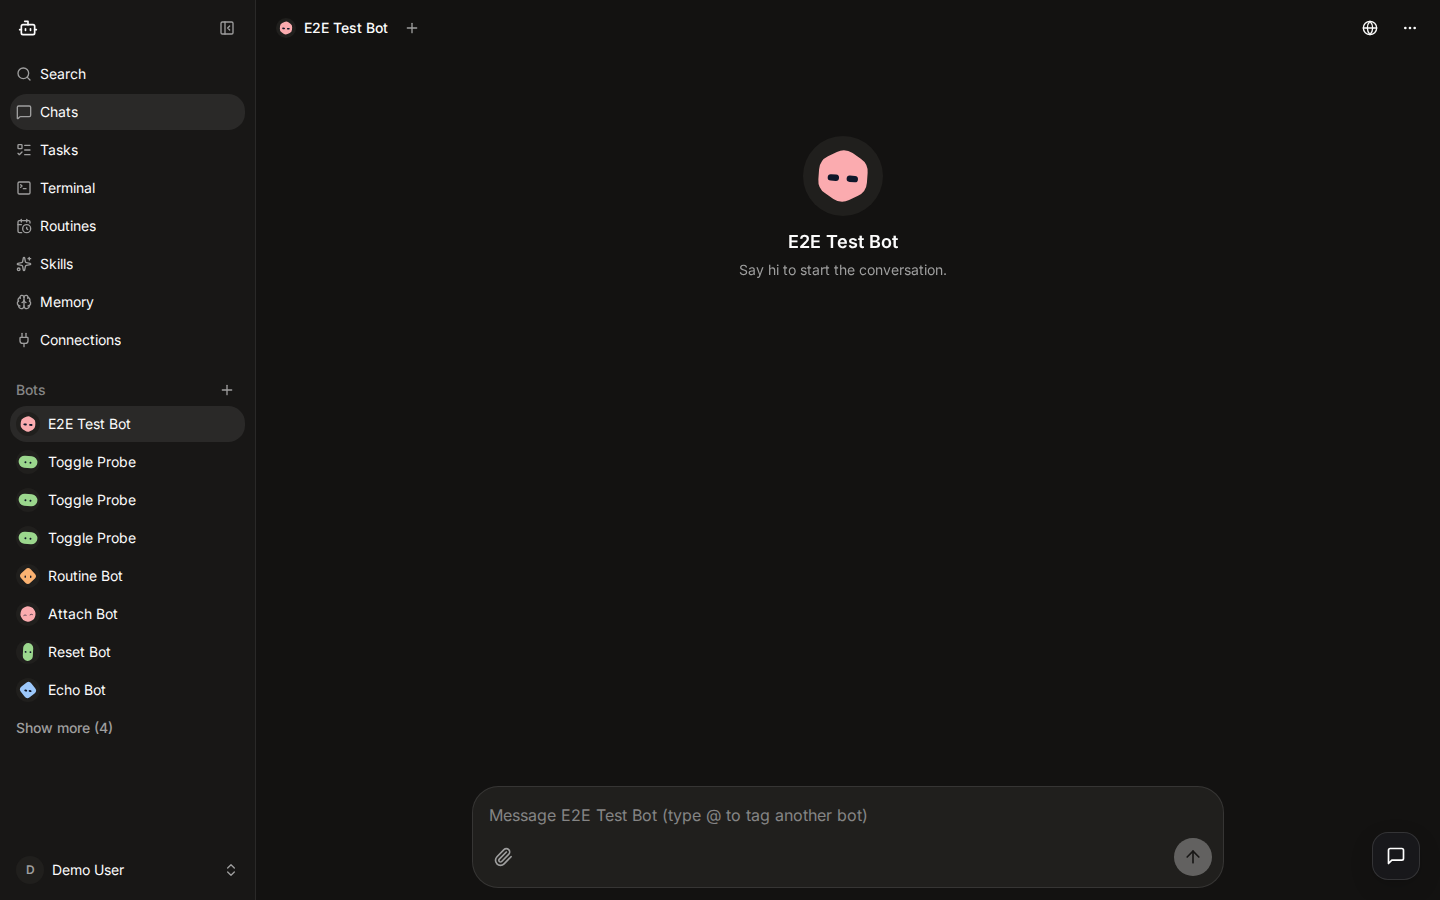 E2E Test Bot
Search
Chats
Tasks
Terminal
Routines
Skills
Memory
Connections
Bots
E2E Test Bot
Toggle Probe
Toggle Probe
Toggle Probe
Routine Bot
Attach Bot
Reset Bot
Echo Bot
Show more (4)
D Demo User
E2E Test Bot
Say hi to start the conversation.
Message E2E Test Bot (type @ to tag another bot)